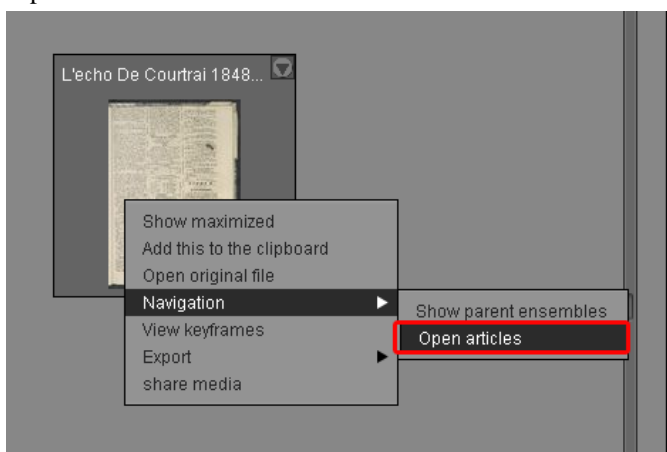 L'echo De Courtrai 1848...
Show maximized
Add this to the clipboard
Open original file
Navigation
Show parent ensembles
Open articles
View keyframes
Export
share media